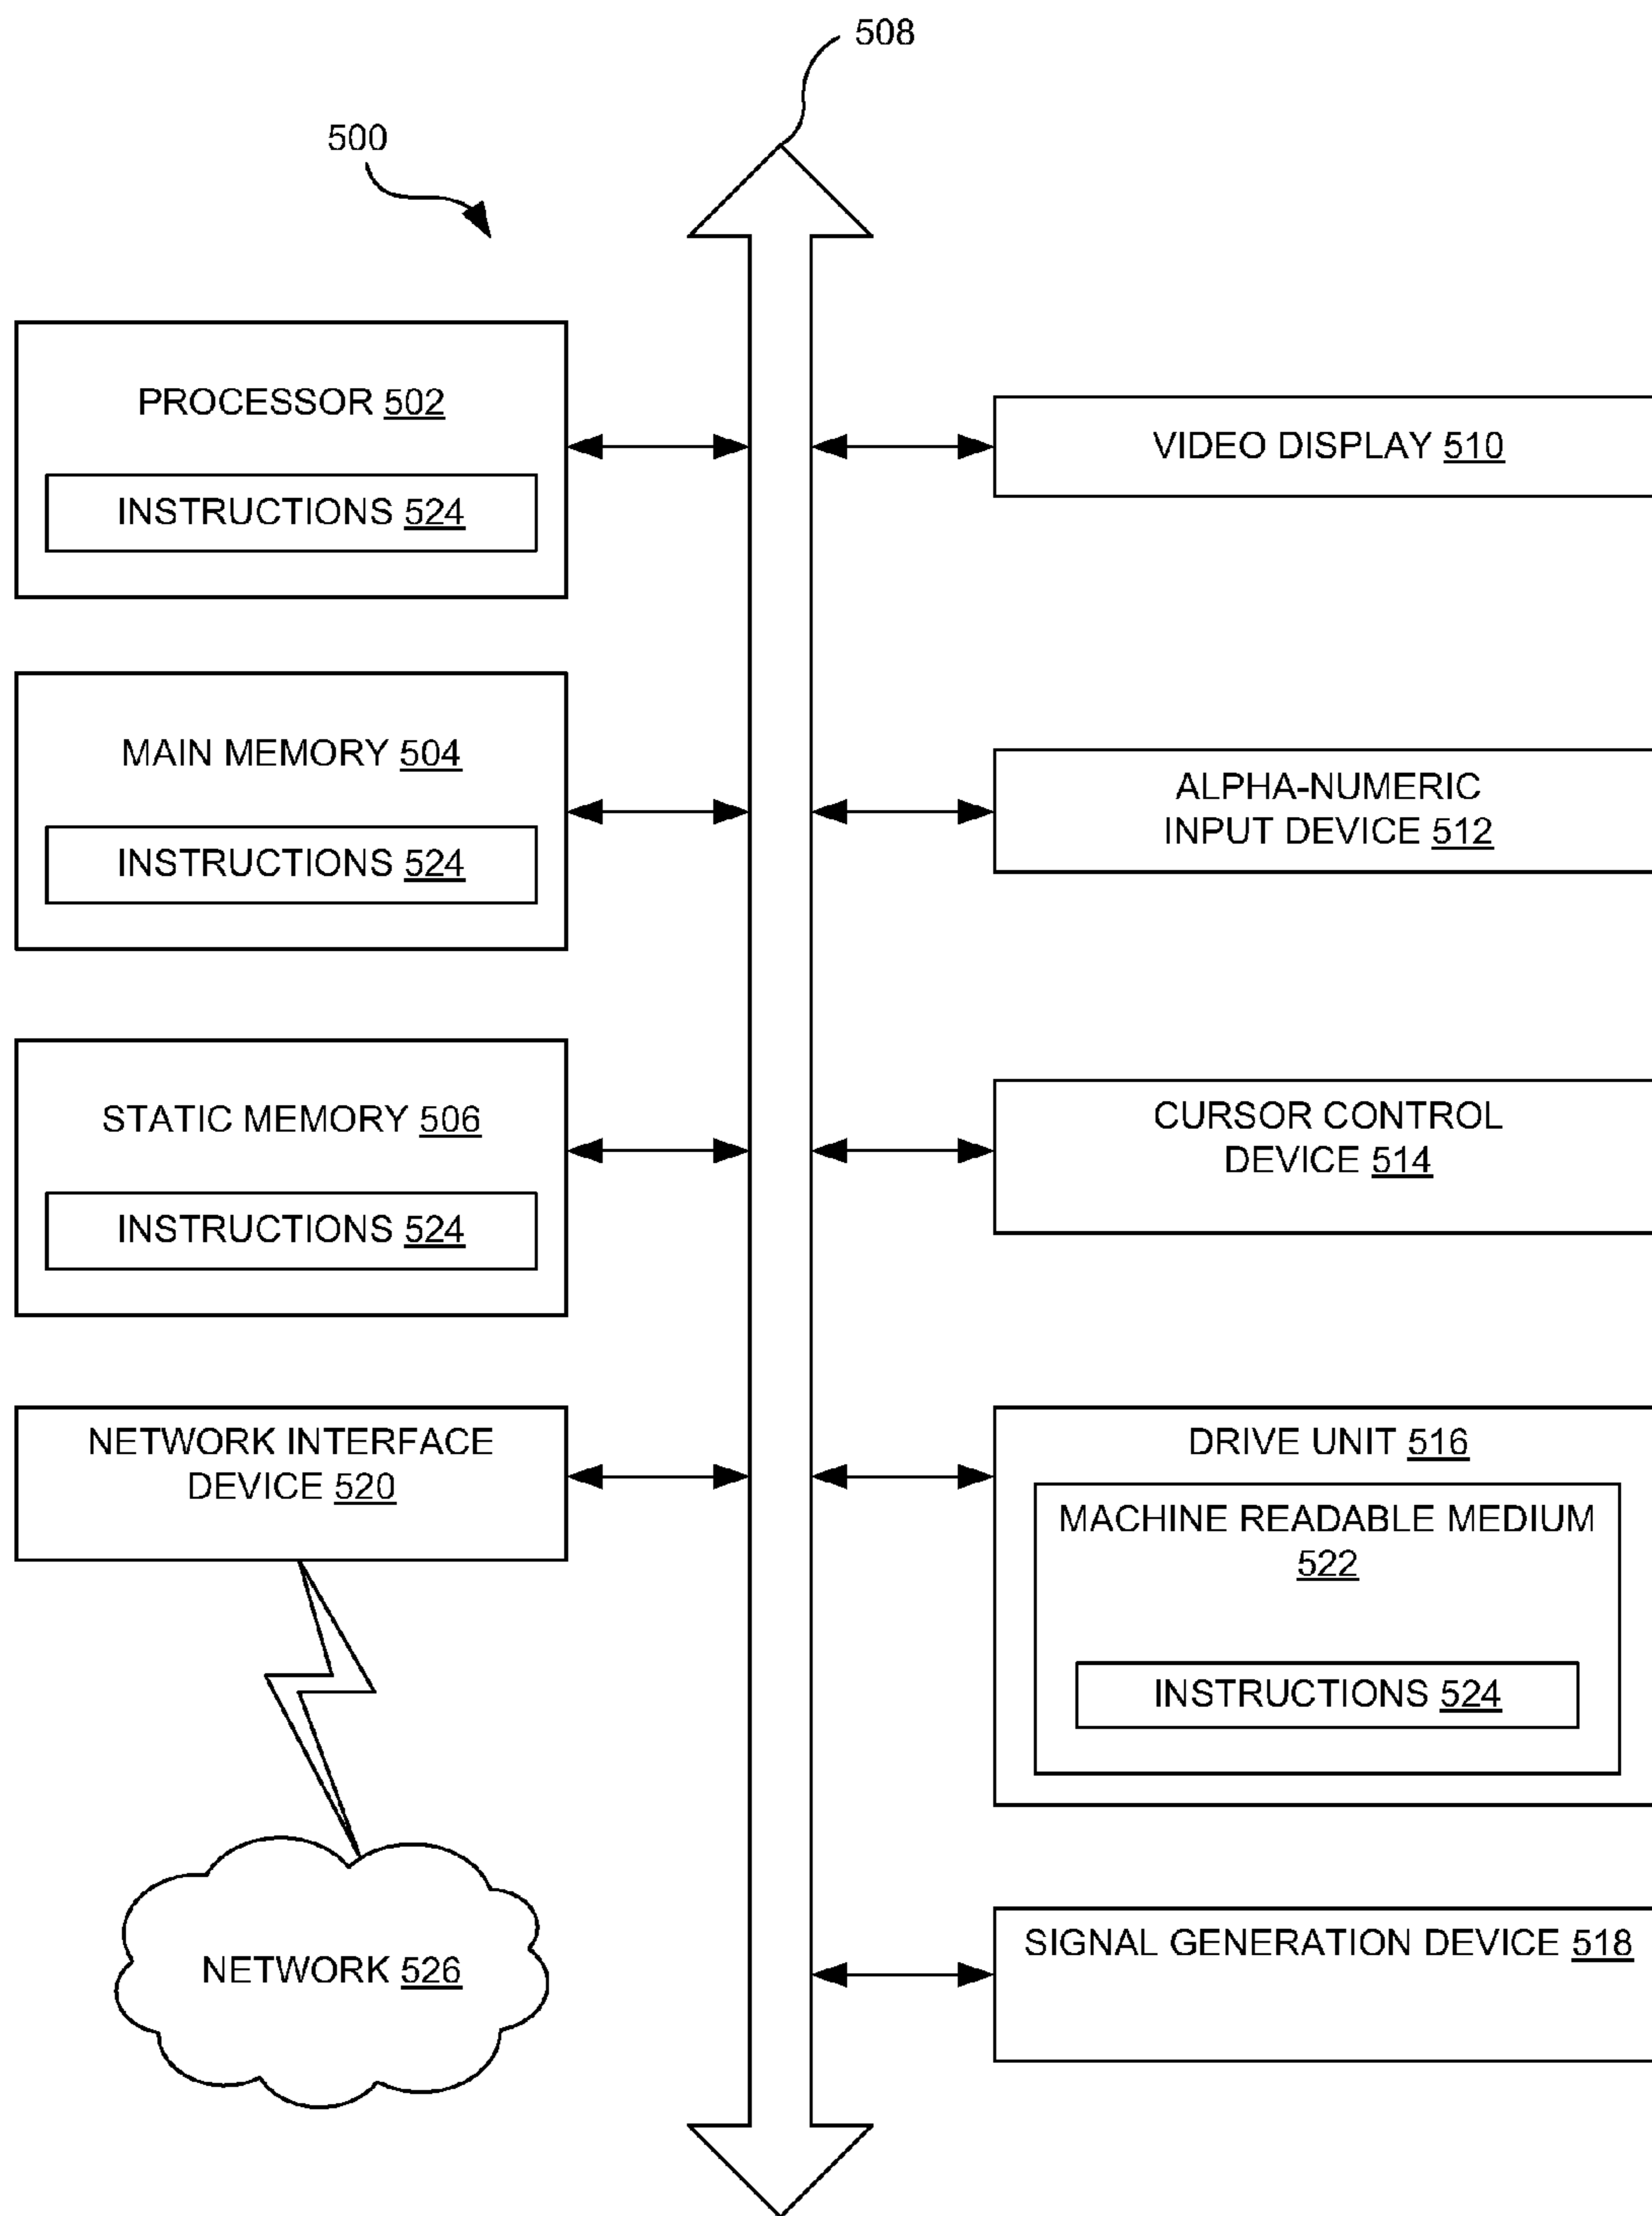 508
500
PROCESSOR 502
INSTRUCTIONS 524
VIDEO DISPLAY 510
MAIN MEMORY 504
INSTRUCTIONS 524
ALPHA-NUMERIC
INPUT DEVICE 512
STATIC MEMORY 506
INSTRUCTIONS 524
CURSOR CONTROL
DEVICE 514
NETWORK INTERFACE
DEVICE 520
DRIVE UNIT 516
MACHINE READABLE MEDIUM
522
INSTRUCTIONS 524
NETWORK 526
SIGNAL GENERATION DEVICE 518